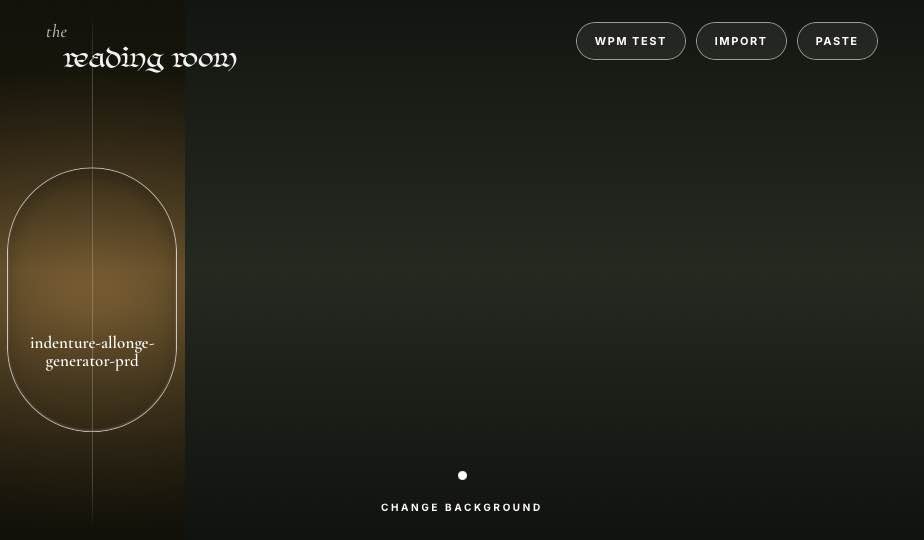 the
reading room
WPM TEST
IMPORT
PASTE
indenture-allonge-
generator-prd
CHANGE BACKGROUND